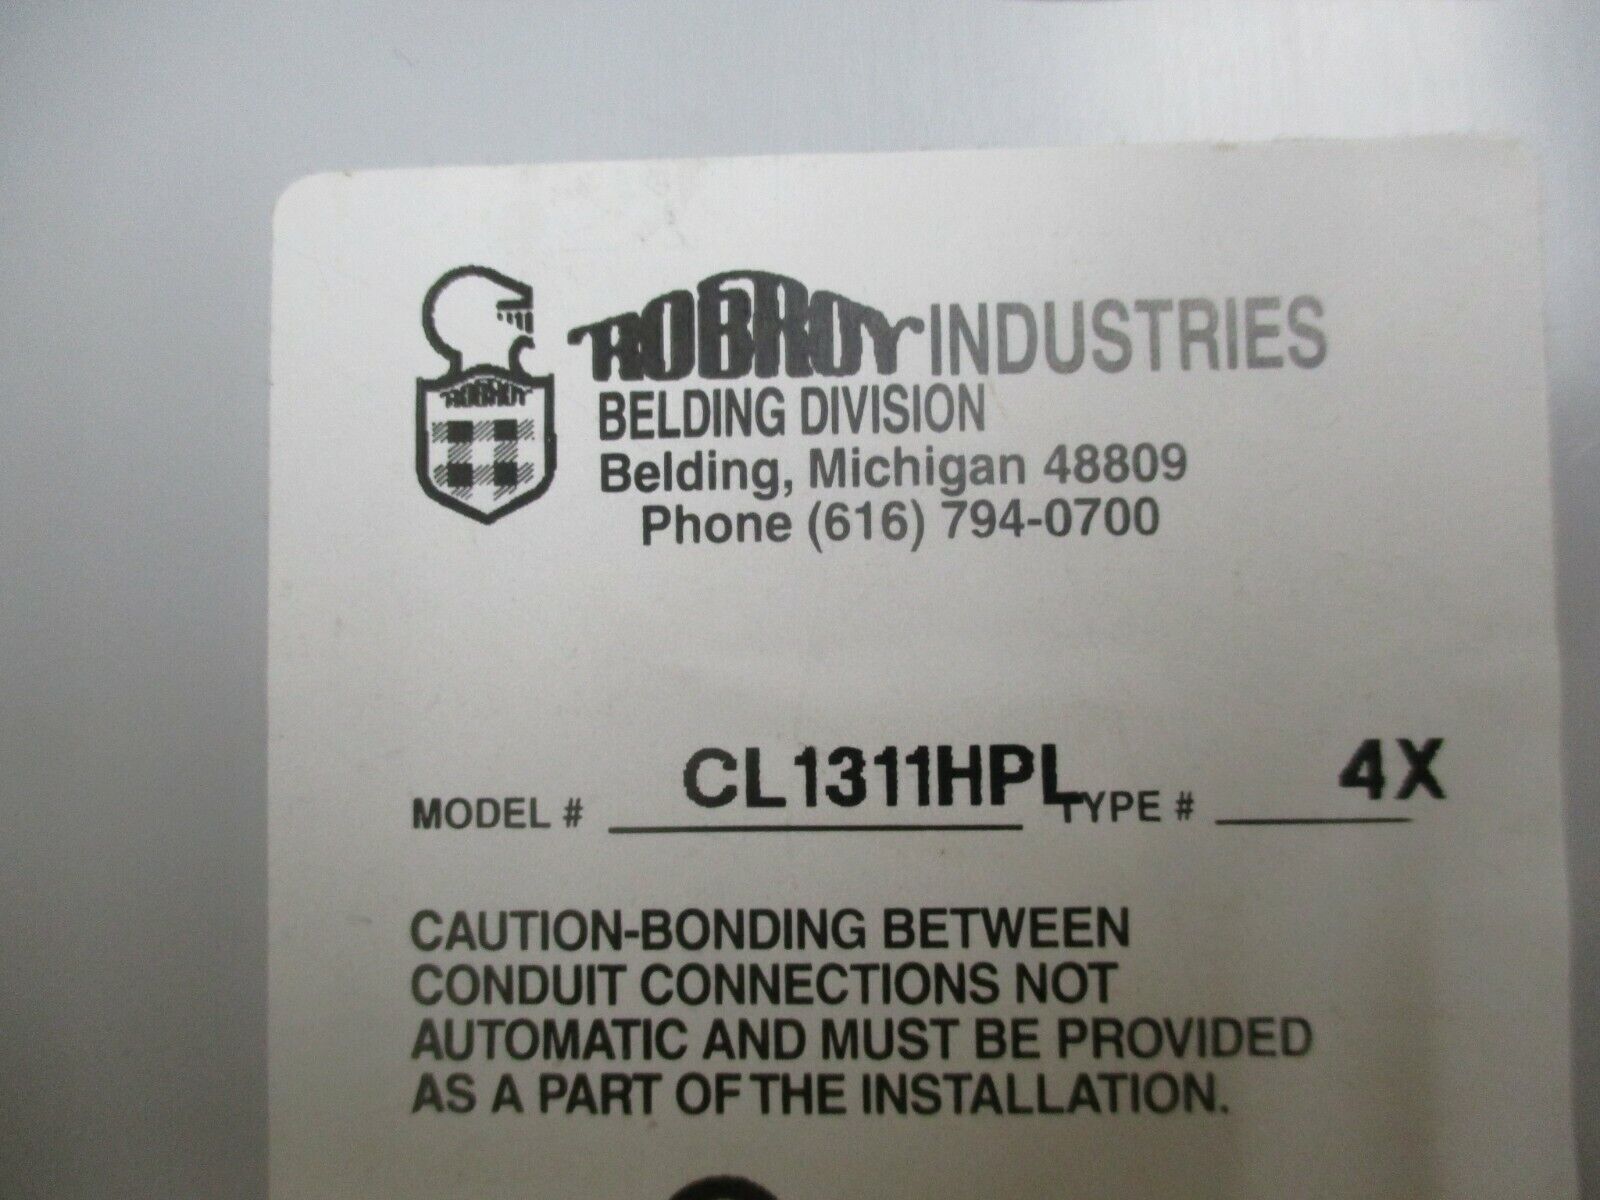 ROBROY INDUSTRIES
ROBROY
BELDING DIVISION
Belding, Michigan 48809
Phone (616) 794-0700
MODEL # CL1311HPL TYPE # 4X
CAUTION-BONDING BETWEEN
CONDUIT CONNECTIONS NOT
AUTOMATIC AND MUST BE PROVIDED
AS A PART OF THE INSTALLATION.